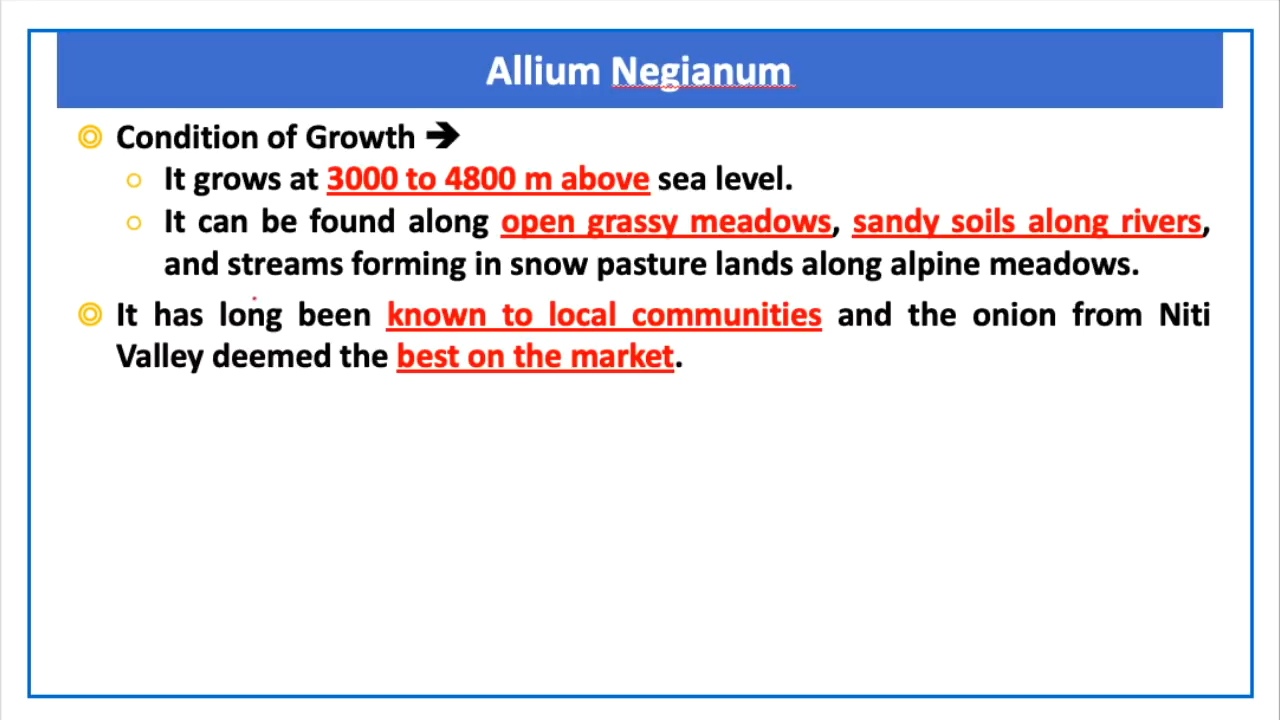 Allium Negianum
Condition of Growth ➔
It grows at 3000 to 4800 m above sea level.
It can be found along open grassy meadows, sandy soils along rivers,
and streams forming in snow pasture lands along alpine meadows.
It has long been known to local communities and the onion from Niti
Valley deemed the best on the market.